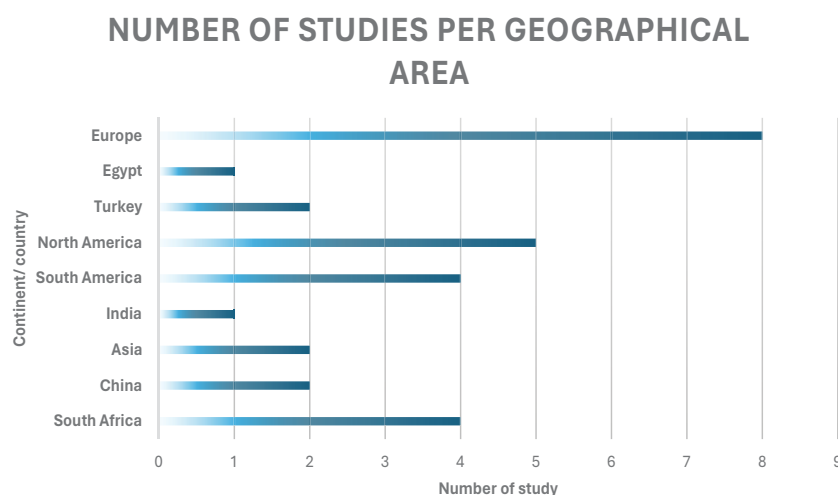 NUMBER OF STUDIES PER GEOGRAPHICAL
AREA
Europe
Egypt
Turkey
North America
South America
India
Asia
China
South Africa
Continent/ country
0 1 2 3 4 5 6 7 8 9
Number of study